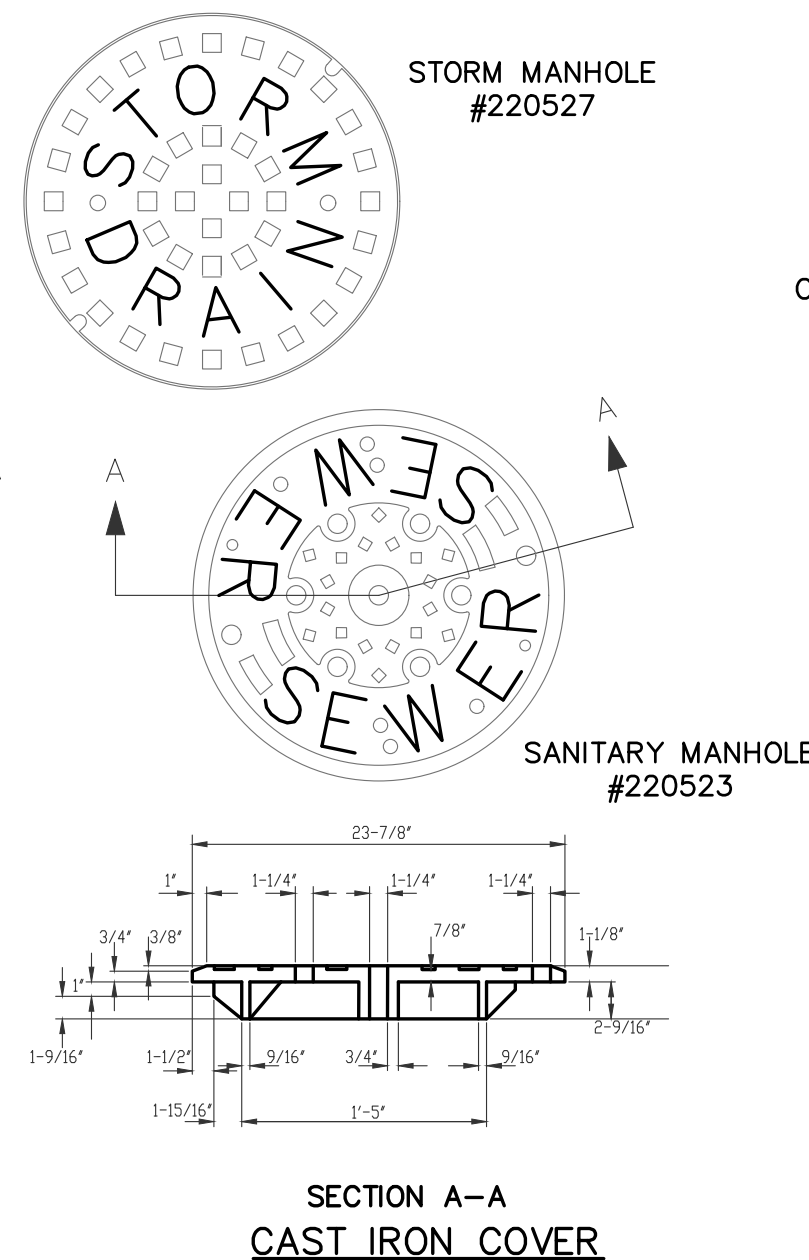 STORM MANHOLE
#220527
STORM
DRAIN
A
A
SEWER
SEWER
SANITARY MANHOLE
#220523
23-7/8"
1"
1-1/4"
1-1/4"
1-1/4"
3/4"
3/8"
7/8"
1-1/8"
1"
2-9/16"
1-9/16"
1-1/2"
9/16"
3/4"
9/16"
1-15/16"
1'-5"
SECTION A-A
CAST IRON COVER